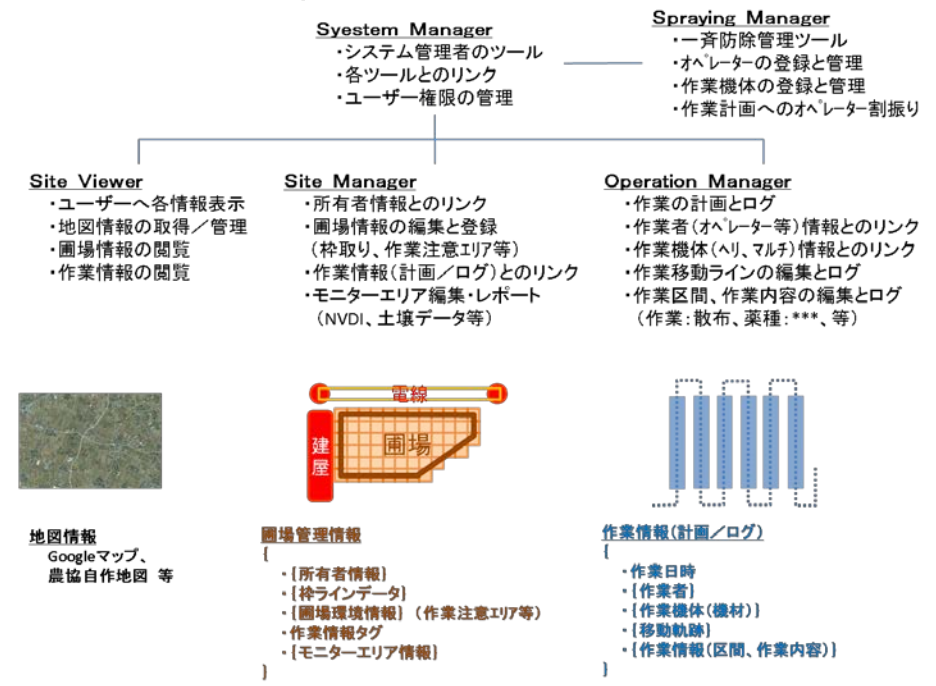 Syestem Manager
・システム管理者のツール
・各ツールとのリンク
・ユーザー権限の管理
Spraying Manager
・一斉防除管理ツール
・ｵﾍﾟﾚｰﾀｰの登録と管理
・作業機体の登録と管理
・作業計画へのｵﾍﾟﾚｰﾀｰ割振り
Site Viewer
・ユーザーへ各情報表示
・地図情報の取得／管理
・圃場情報の閲覧
・作業情報の閲覧
Site Manager
・所有者情報とのリンク
・圃場情報の編集と登録
（枠取り、作業注意ｴﾘｱ等）
・作業情報（計画／ログ）とのリンク
・モニターエリア編集・レポート
（NVDI、土壌データ等）
Operation Manager
・作業の計画とログ
・作業者（ｵﾍﾟﾚｰﾀｰ等）情報とのリンク
・作業機体（ﾍﾘ、ﾏﾙﾁ）情報とのリンク
・作業移動ラインの編集とログ
・作業区間、作業内容の編集とログ
（作業：散布、薬種：***、等）
電線
建屋
圃場
地図情報
Googleマップ、
農協自作地図 等
圃場管理情報
{
・{所有者情報}
・{枠ラインデータ}
・{圃場環境情報} （作業注意ｴﾘｱ等）
・作業情報タグ
・{モニターエリア情報}
}
作業情報（計画／ログ）
{
・作業日時
・{作業者}
・{作業機体（機材）}
・{移動軌跡}
・{作業情報（区間、作業内容）}
}